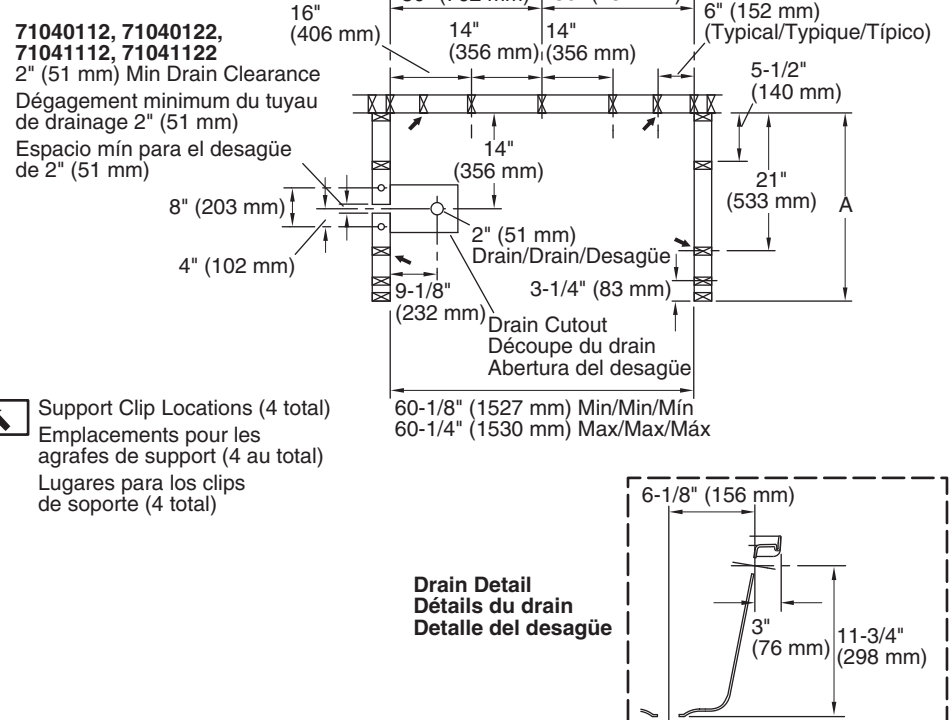 16"
(406 mm)
6" (152 mm)
(Typical/Typique/Típico)
71040112, 71040122,
71041112, 71041122
2" (51 mm) Min Drain Clearance
Dégagement minimum du tuyau
de drainage 2" (51 mm)
Espacio mín para el desagüe
de 2" (51 mm)
14"
(356 mm)
14"
(356 mm)
5-1/2"
(140 mm)
14"
(356 mm)
21"
(533 mm)
A
8" (203 mm)
4" (102 mm)
2" (51 mm)
Drain/Drain/Desagüe
9-1/8"
(232 mm)
3-1/4" (83 mm)
Drain Cutout
Découpe du drain
Abertura del desagüe
60-1/8" (1527 mm) Min/Min/Mín
60-1/4" (1530 mm) Max/Max/Máx
Support Clip Locations (4 total)
Emplacements pour les
agrafes de support (4 au total)
Lugares para los clips
de soporte (4 total)
Drain Detail
Détails du drain
Detalle del desagüe
6-1/8" (156 mm)
3"
(76 mm)
11-3/4"
(298 mm)